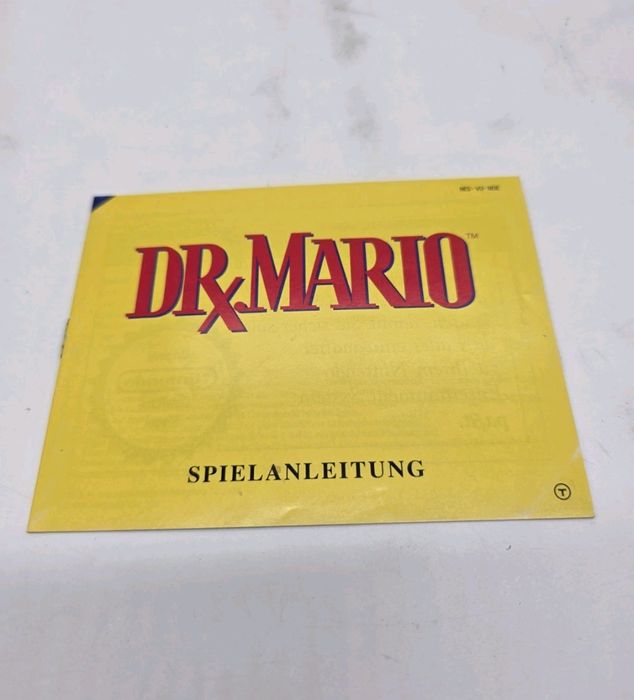 NES-VU-NOE
DR.MARIO™
SPIELANLEITUNG
T